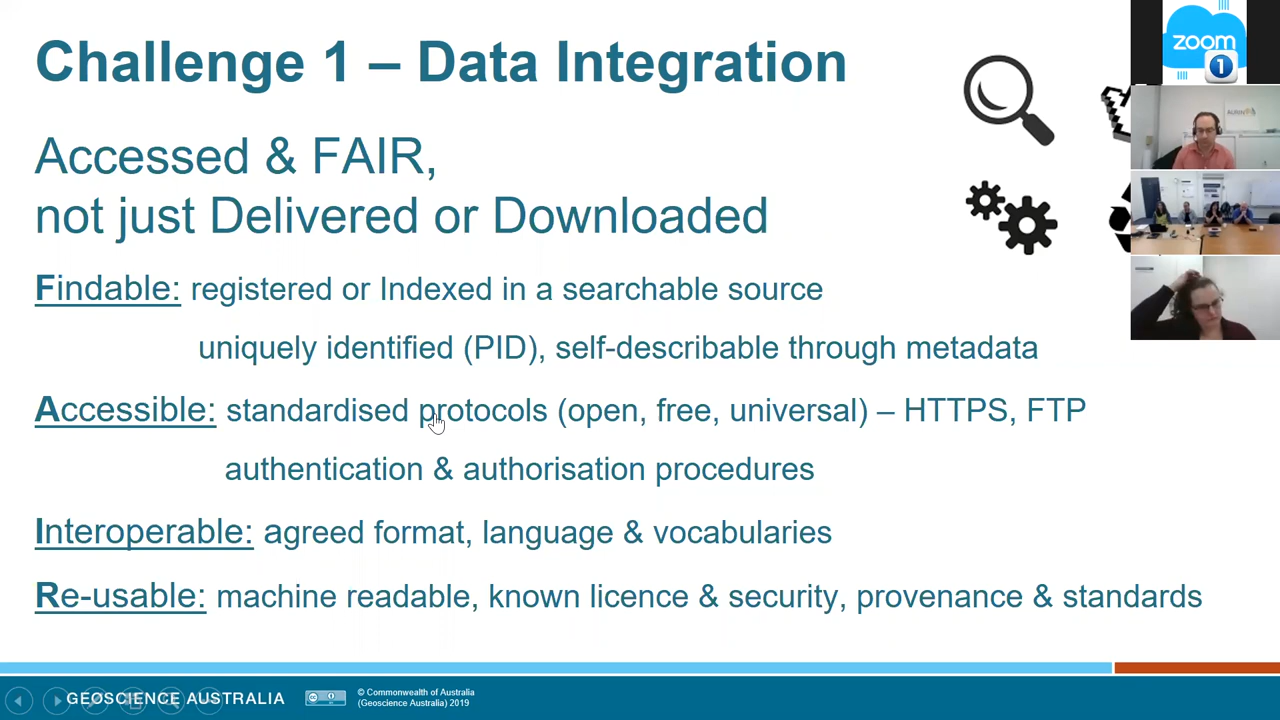 Challenge 1 – Data Integration
Accessed & FAIR,
not just Delivered or Downloaded
Findable: registered or Indexed in a searchable source
uniquely identified (PID), self-describable through metadata
Accessible: standardised protocols (open, free, universal) – HTTPS, FTP
authentication & authorisation procedures
Interoperable: agreed format, language & vocabularies
Re-usable: machine readable, known licence & security, provenance & standards
GEOSCIENCE AUSTRALIA
© Commonwealth of Australia
(Geoscience Australia) 2019
zoom
1